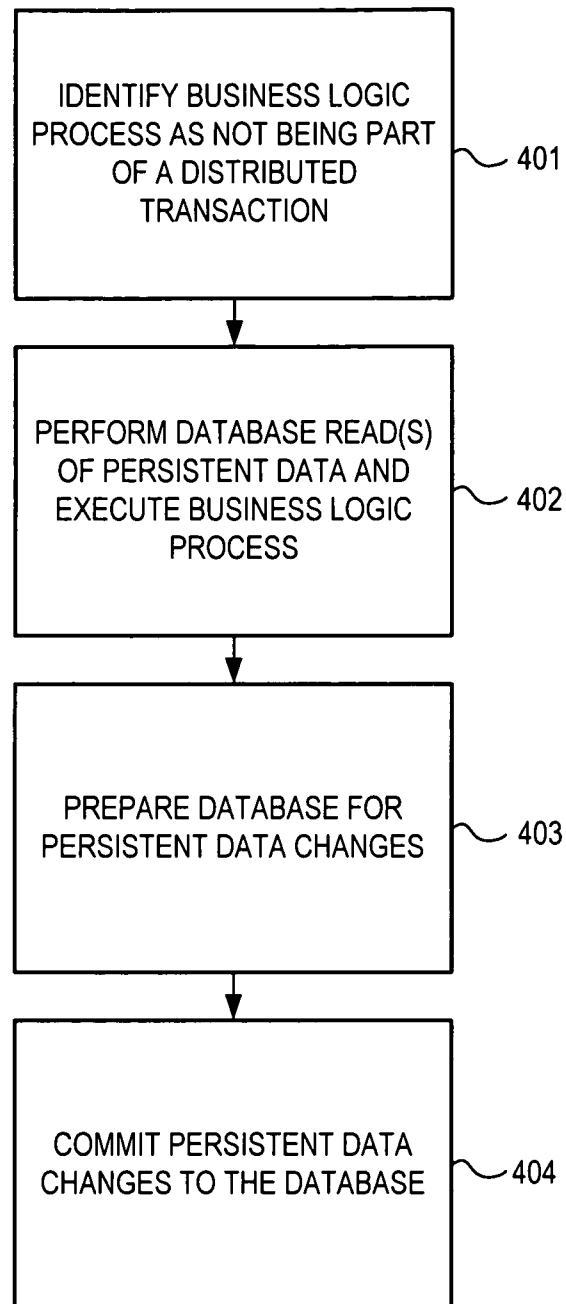 IDENTIFY BUSINESS LOGIC
PROCESS AS NOT BEING PART
OF A DISTRIBUTED
TRANSACTION
401
PERFORM DATABASE READ(S)
OF PERSISTENT DATA AND
EXECUTE BUSINESS LOGIC
PROCESS
402
PREPARE DATABASE FOR
PERSISTENT DATA CHANGES
403
COMMIT PERSISTENT DATA
CHANGES TO THE DATABASE
404